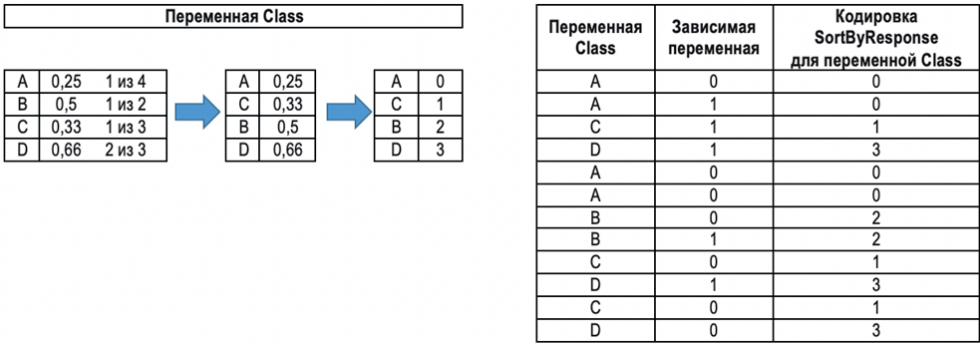 Переменная Class
A 0,25 1 из 4
B 0,5 1 из 2
C 0,33 1 из 3
D 0,66 2 из 3
A 0,25
C 0,33
B 0,5
D 0,66
A 0
C 1
B 2
D 3
Переменная Class Зависимая переменная Кодировка SortByResponse для переменной Class
A 0 0
A 1 0
C 1 1
D 1 3
A 0 0
A 0 0
B 0 2
B 1 2
C 0 1
D 1 3
C 0 1
D 0 3